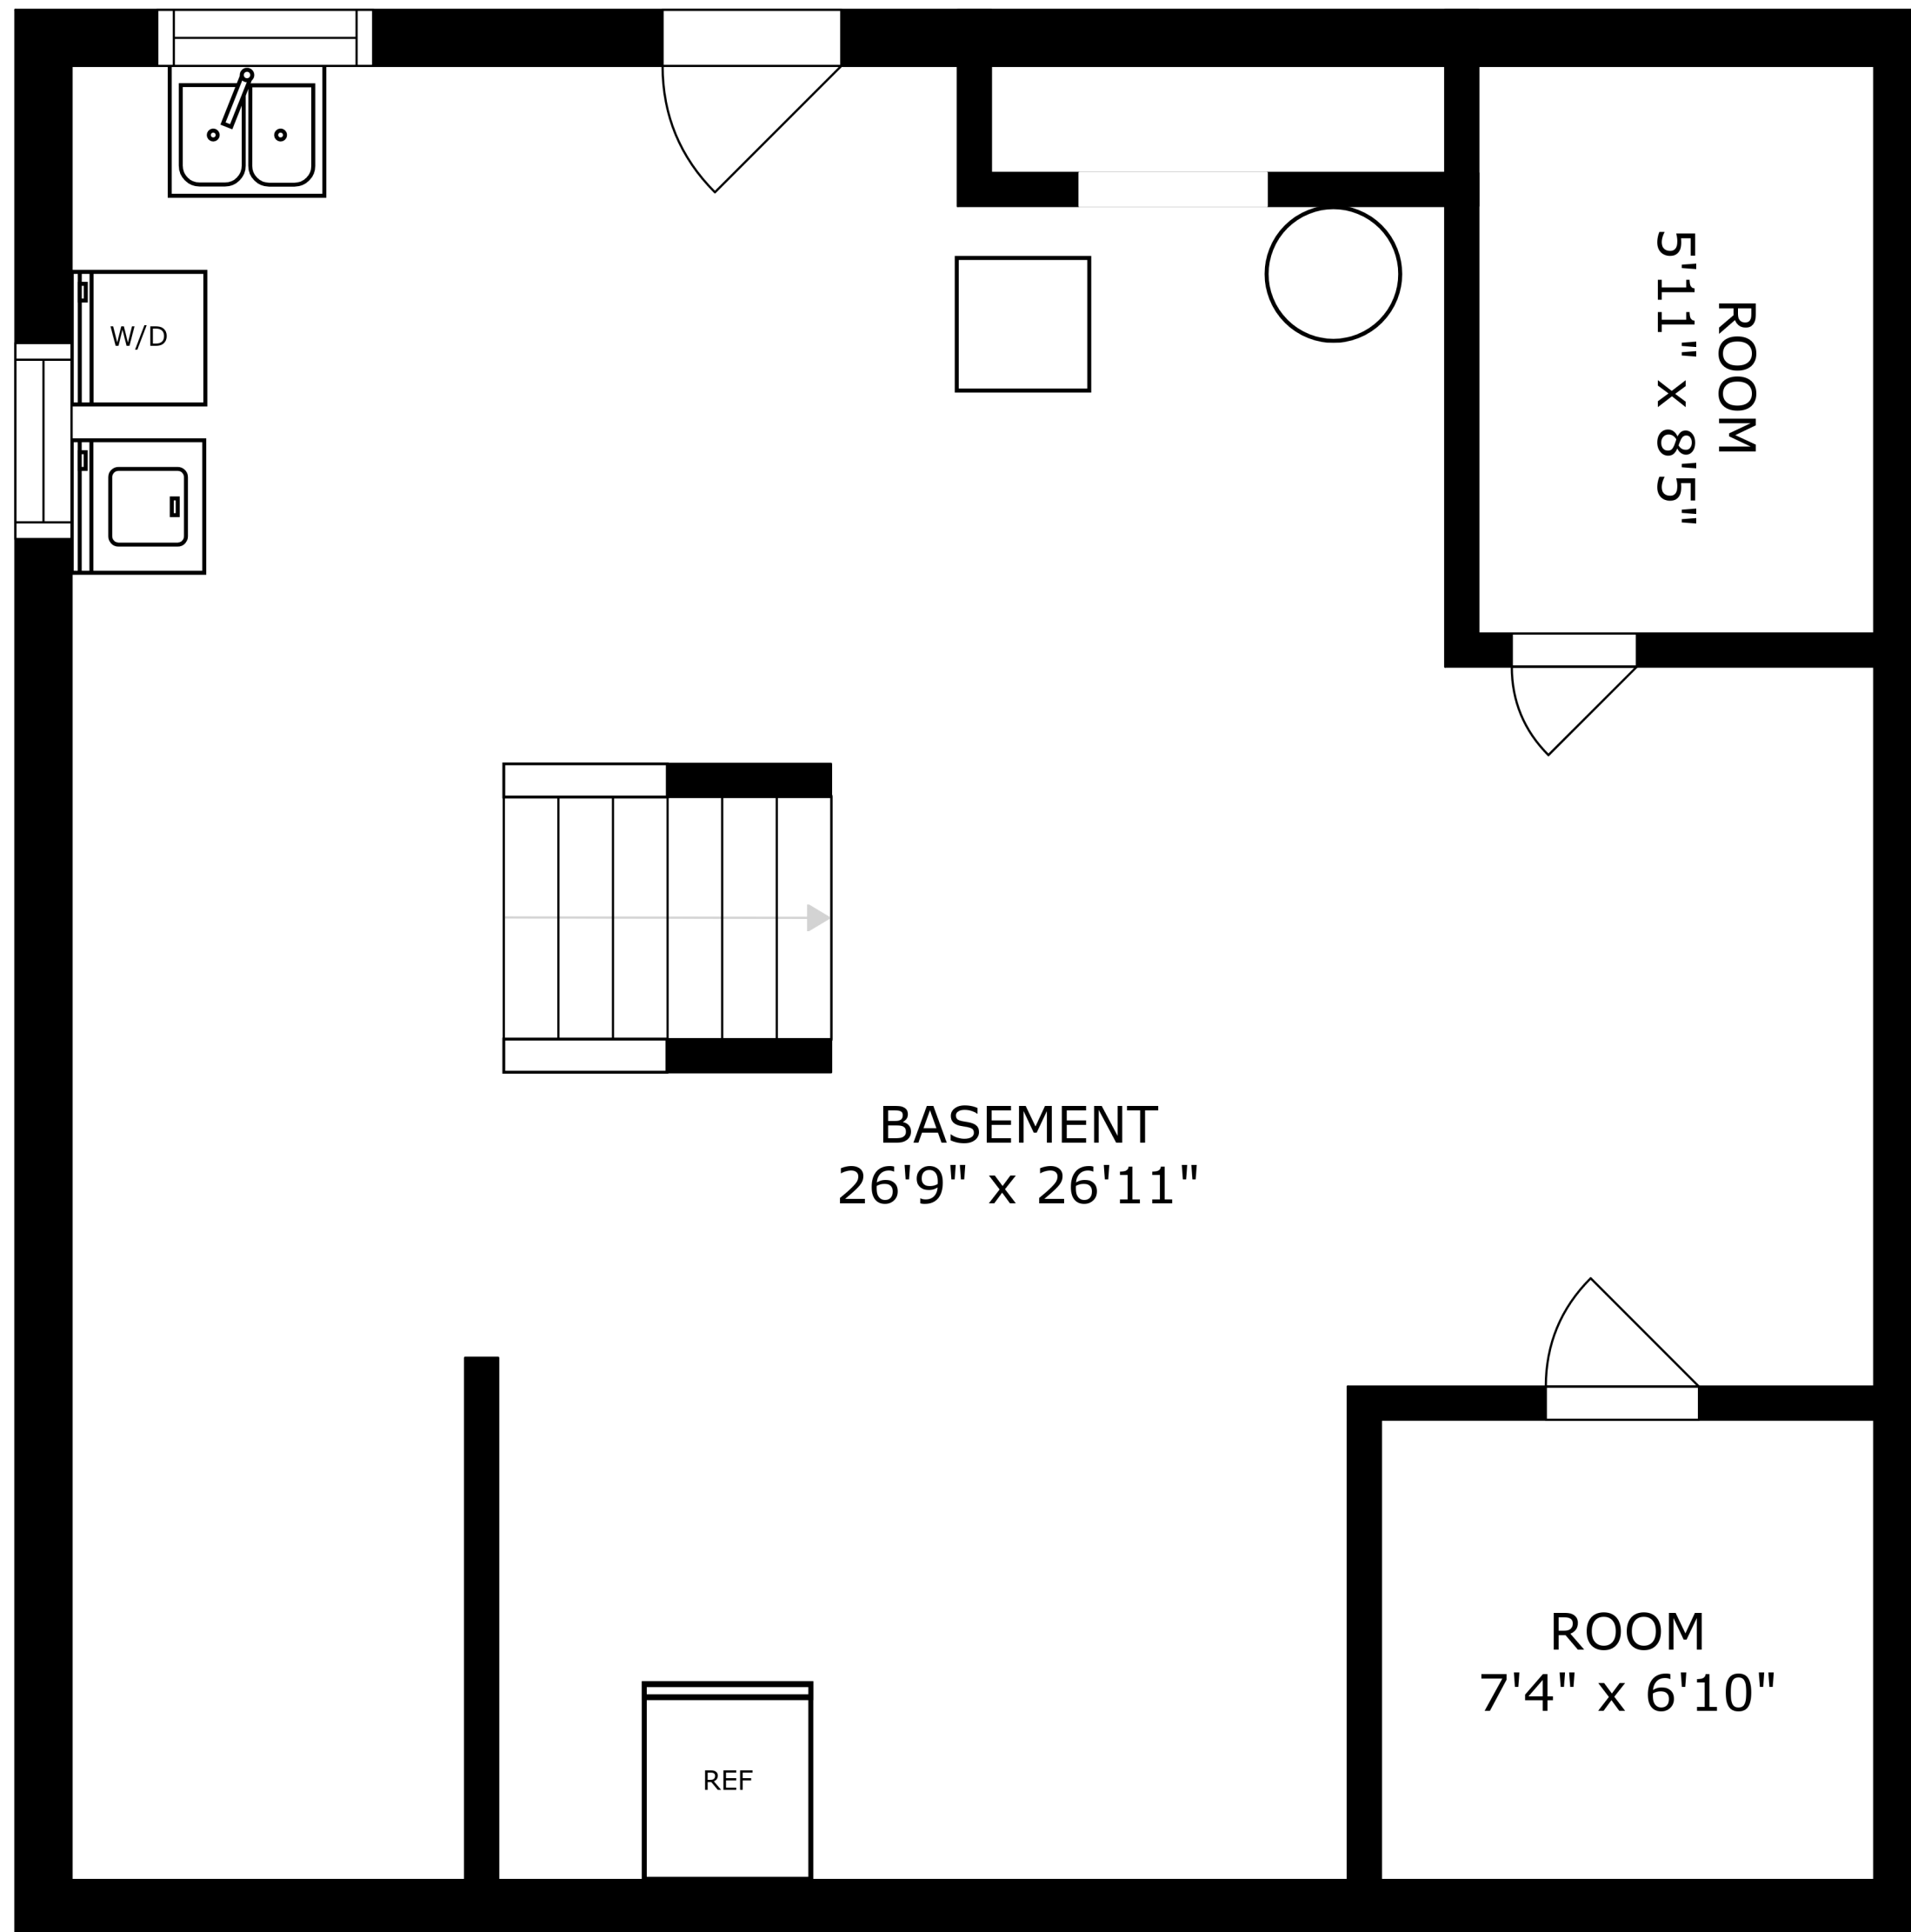 W/D
ROOM
5'11" x 8'5"
BASEMENT
26'9" x 26'11"
ROOM
7'4" x 6'10"
REF